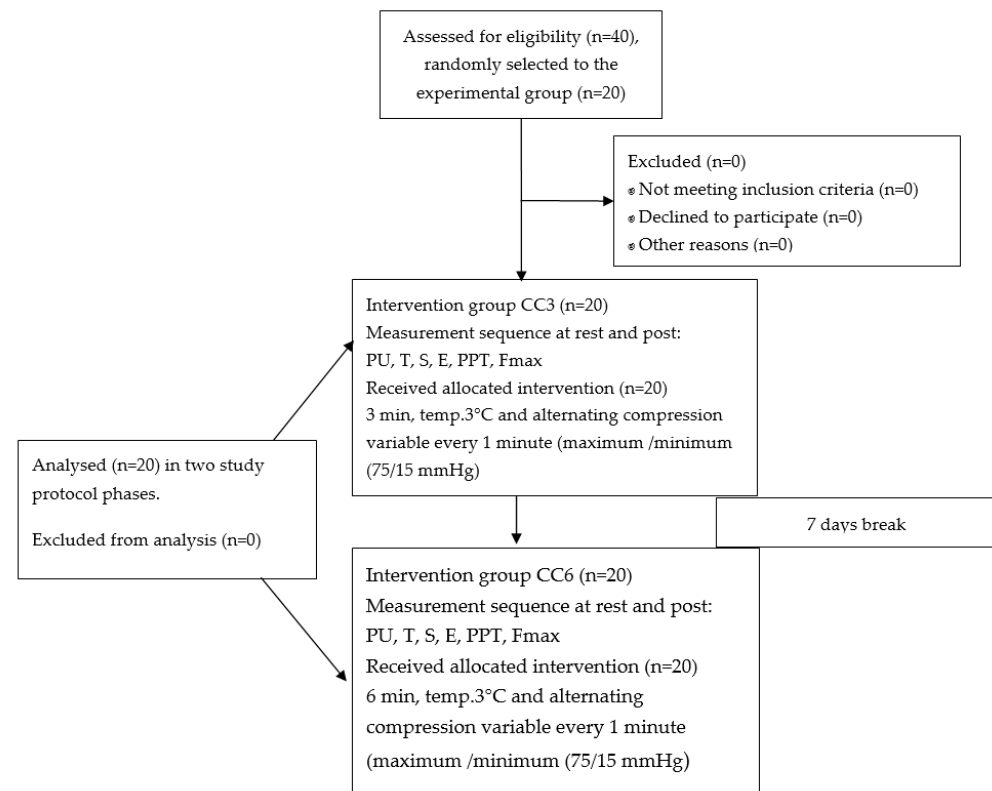 Assessed for eligibility (n=40),
randomly selected to the
experimental group (n=20)
Excluded (n=0)
Not meeting inclusion criteria (n=0)
Declined to participate (n=0)
Other reasons (n=0)
Intervention group CC3 (n=20)
Measurement sequence at rest and post:
PU, T, S, E, PPT, Fmax
Received allocated intervention (n=20)
3 min, temp.3°C and alternating compression
variable every 1 minute (maximum /minimum
(75/15 mmHg)
Analysed (n=20) in two study
protocol phases.
Excluded from analysis (n=0)
7 days break
Intervention group CC6 (n=20)
Measurement sequence at rest and post:
PU, T, S, E, PPT, Fmax
Received allocated intervention (n=20)
6 min, temp.3°C and alternating
compression variable every 1 minute
(maximum /minimum (75/15 mmHg)